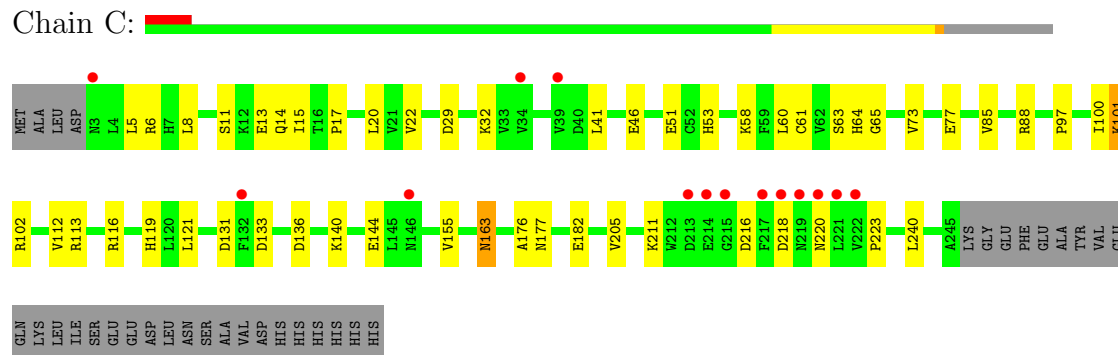 Chain C:
MET ALA LEU ASP N3 L4 L5 R6 H7 L8 S11 K12 E13 Q14 I15 T16 P17 L20 V21 V22 D29 K32 V33 V34 V39 D40 L41 E46 E51 C52 H53 K58 F59 L60 C61 V62 S63 H64 G65 V73 E77 V85 R88 P97 I100 K101
R102 V112 R113 R116 H119 L120 L121 D131 F132 D133 D136 K140 E144 L145 N146 V155 N163 A176 N177 E182 V205 K211 W212 D213 E214 G215 D216 F217 D218 N219 N220 L221 V222 P223 L240 A245 LYS GLY GLU PHE GLU ALA TYR VAL GLU
GLN LYS LEU ILE SER GLU GLU ASP LEU ASN SER ALA VAL ASP HIS HIS HIS HIS HIS HIS